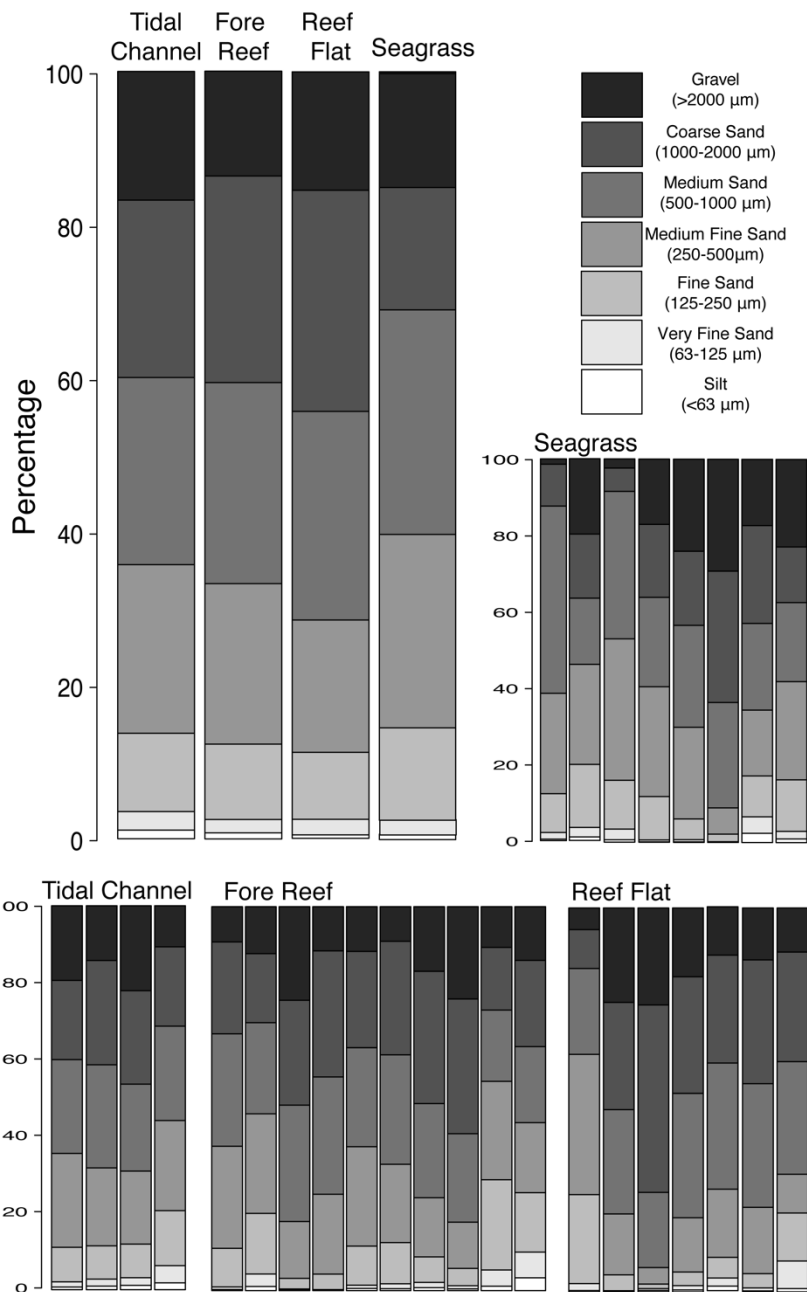 Tidal Channel
Fore Reef
Reef Flat
Seagrass
100
80
60
40
20
0
Percentage
Gravel
(>2000 µm)
Coarse Sand
(1000-2000 µm)
Medium Sand
(500-1000 µm)
Medium Fine Sand
(250-500µm)
Fine Sand
(125-250 µm)
Very Fine Sand
(63-125 µm)
Silt
(<63 µm)
Seagrass
100
80
60
40
20
0
Tidal Channel
Fore Reef
Reef Flat
00
80
60
40
20
0